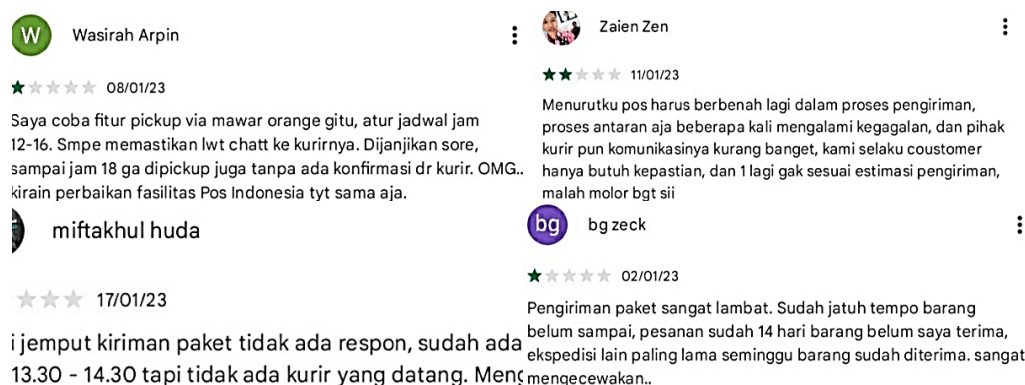 W
Wasirah Arpin
08/01/23
Saya coba fitur pickup via mawar orange gitu, atur jadwal jam
12-16. Smpe memastikan lwt chatt ke kurirnya. Dijanjikan sore,
sampai jam 18 ga dipickup juga tanpa ada konfirmasi dr kurir. OMG..
kirain perbaikan fasilitas Pos Indonesia tyt sama aja.
Zaien Zen
11/01/23
Menurutku pos harus berbenah lagi dalam proses pengiriman,
proses antaran aja beberapa kali mengalami kegagalan, dan pihak
kurir pun komunikasinya kurang banget, kami selaku coustomer
hanya butuh kepastian, dan 1 lagi gak sesuai estimasi pengiriman,
malah molor bgt sii
miftakhul huda
17/01/23
i jemput kiriman paket tidak ada respon, sudah ada
13.30 - 14.30 tapi tidak ada kurir yang datang.
bg
bg zeck
02/01/23
Pengiriman paket sangat lambat. Sudah jatuh tempo barang
belum sampai, pesanan sudah 14 hari barang belum saya terima,
ekspedisi lain paling lama seminggu barang sudah diterima. sangat
mengecewakan..